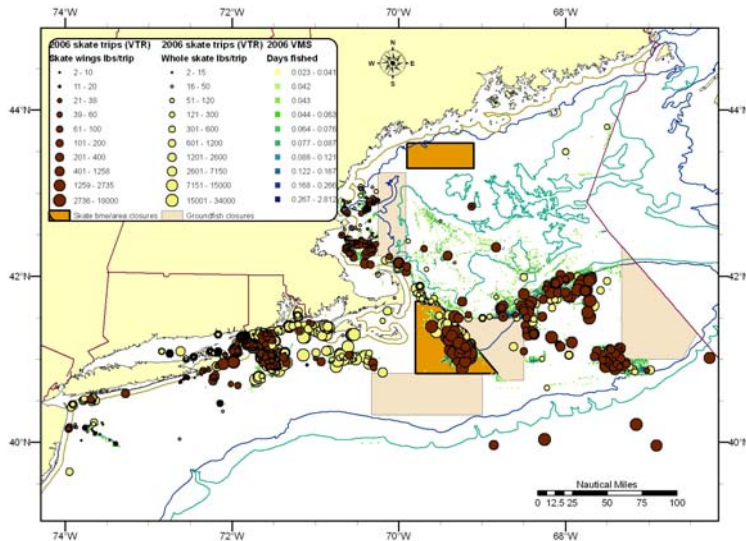 74°W 72°W 70°W 68°W
2006 skate trips (VTR) 2006 skate trips (VTR) 2006 VMS
Skate wings lbs/trip Whole skate lbs/trip Days fished
2 - 10 2 - 15 0.023 - 0.041
11 - 20 16 - 50 0.042
21 - 38 51 - 120 0.043
39 - 60 121 - 300 0.044 - 0.063
61 - 100 301 - 600 0.064 - 0.076
101 - 200 601 - 1200 0.077 - 0.087
201 - 400 1201 - 2600 0.088 - 0.121
401 - 1258 2601 - 7150 0.122 - 0.167
1259 - 2735 7151 - 15000 0.168 - 0.266
2736 - 18000 15001 - 34000 0.267 - 2.812
Skate time/area closures Groundfish closures
N
W E
S
44°N 44°N
42°N 42°N
40°N 40°N
Nautical Miles
0 12.5 25 50 75 100
74°W 72°W 70°W 68°W